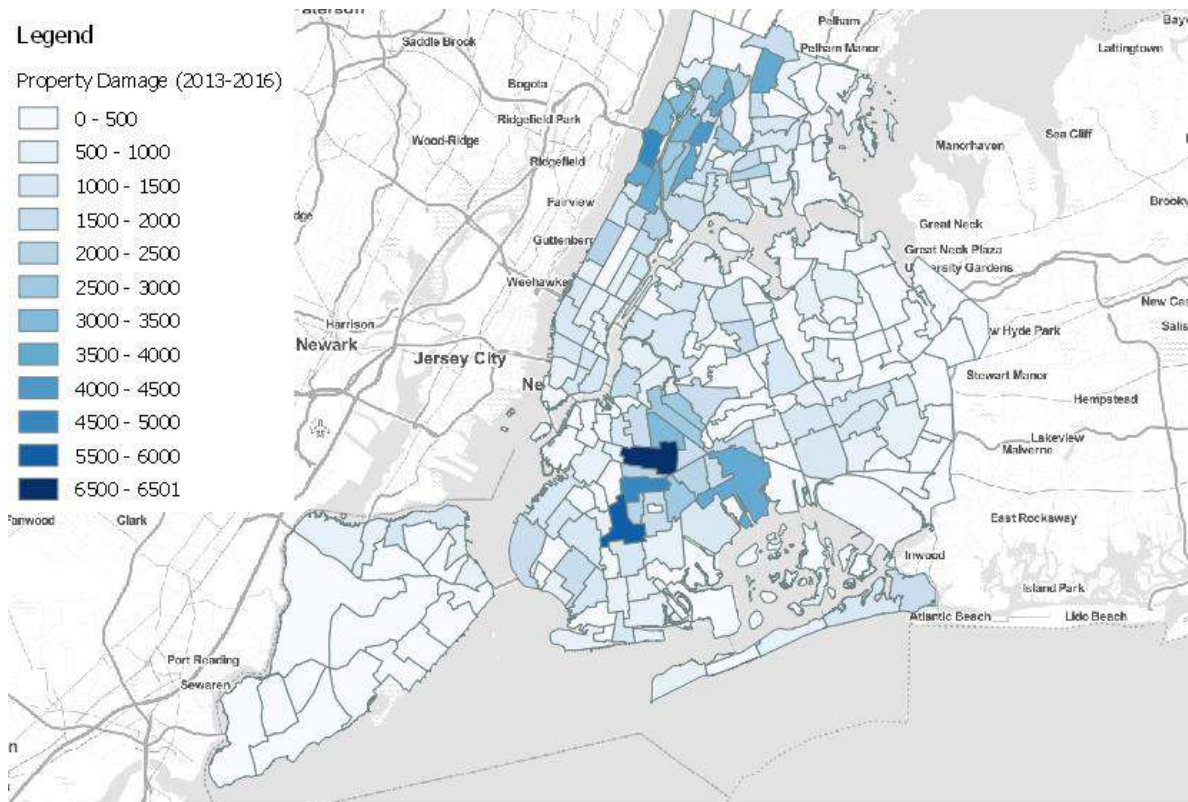 Legend
Property Damage (2013-2016)
0 - 500
500 - 1000
1000 - 1500
1500 - 2000
2000 - 2500
2500 - 3000
3000 - 3500
3500 - 4000
4000 - 4500
4500 - 5000
5500 - 6000
6500 - 6501
Saddle Brook
Pelham
Pelham Manor
Lattingtown
Bogota
Ridgefield Park
Wood-Ridge
Ridgefield
Sea Cliff
Manorhaven
Fairview
Great Neck
Guttenberg
Great Neck Plaza
Weehawke
Harrison
w Hyde Park
Newark
Jersey City
Stewart Manor
Ne
Hempstead
Lakeview
Malverne
Clark
East Rockaway
Inwood
Island Park
Atlantic Beach
Lido Beach
Port Reading
Sewaren
n